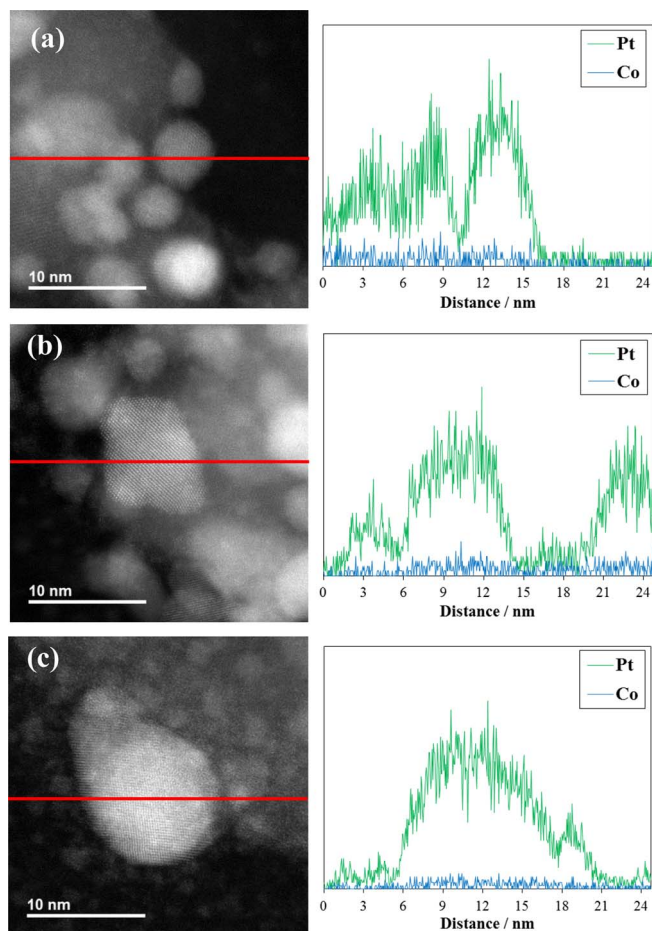 (a)
10 nm
Pt
Co
0 3 6 9 12 15 18 21 24
Distance / nm
(b)
10 nm
Pt
Co
0 3 6 9 12 15 18 21 24
Distance / nm
(c)
10 nm
Pt
Co
0 3 6 9 12 15 18 21 24
Distance / nm